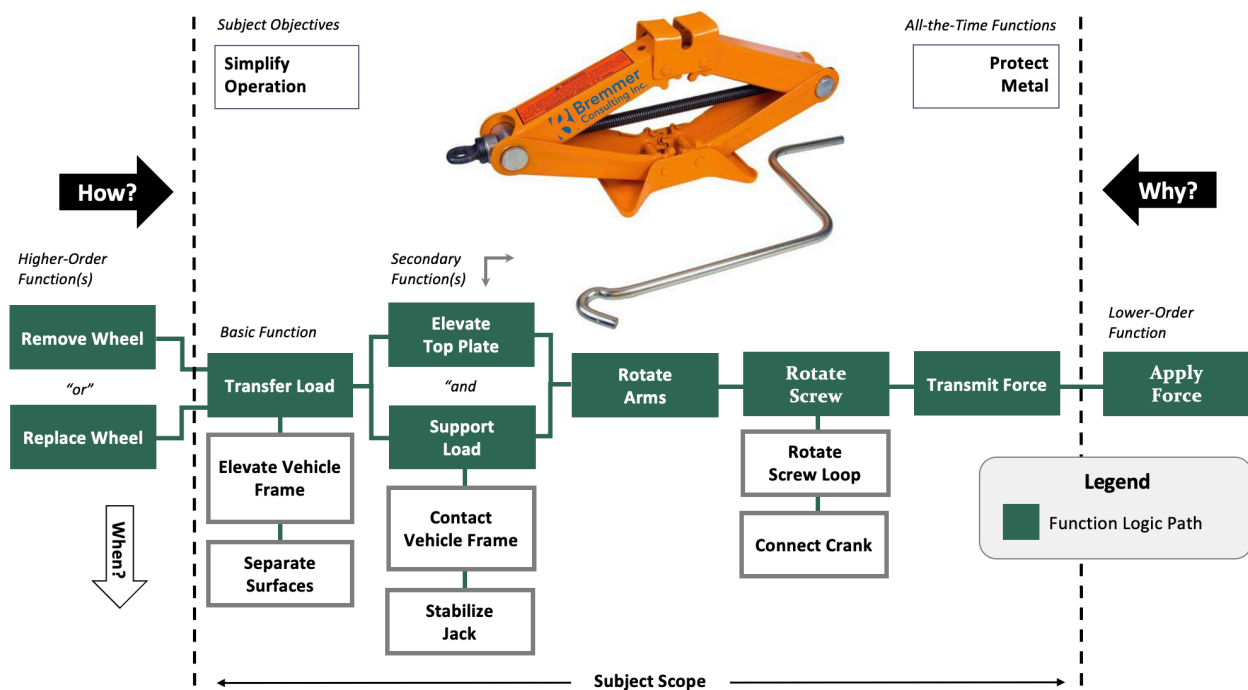 Subject Objectives
Simplify
Operation
All-the-Time Functions
Protect
Metal
Bremmer
Consulting Inc.
How?
Why?
Higher-Order
Function(s)
Secondary
Function(s)
Remove Wheel
"or"
Replace Wheel
Basic Function
Transfer Load
Elevate
Top Plate
"and
Support
Load
Rotate
Arms
Rotate
Screw
Transmit Force
Lower-Order
Function
Apply
Force
Elevate Vehicle
Frame
Separate
Surfaces
Contact
Vehicle Frame
Stabilize
Jack
Rotate
Screw Loop
Connect Crank
When?
Legend
Function Logic Path
Subject Scope